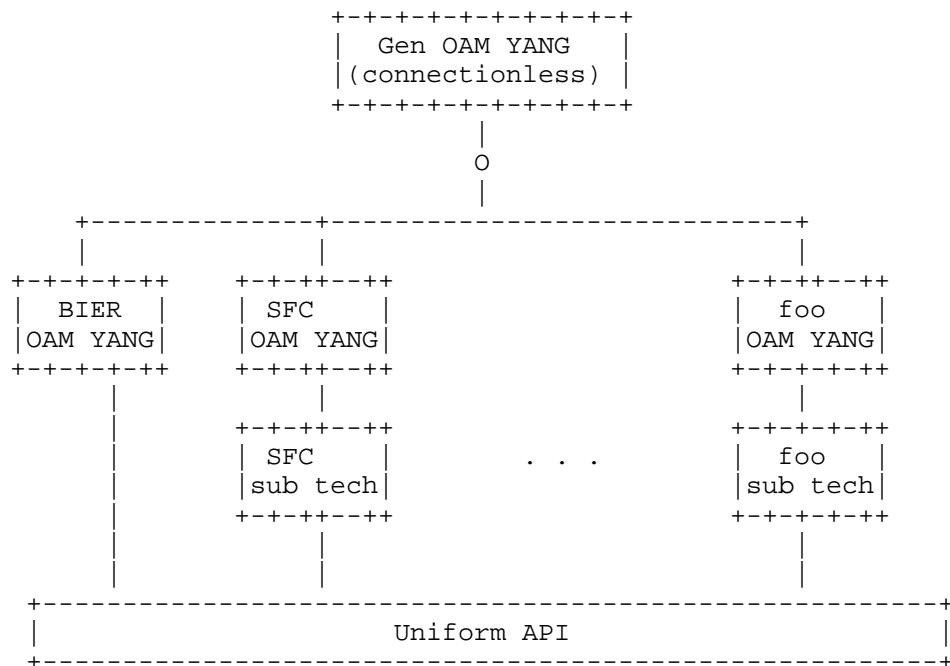 +-+-+-+-+-+-+-+-+-+
|  Gen OAM YANG   |
|(connectionless) |
+-+-+-+-+-+-+-+-+-+
|
O
|
+--------------+-----------------------------+
|              |                             |
+-+-+-+-++    +-+-++--++                     +-+-++--++
|  BIER  |    | SFC     |                    |  foo   |
|OAM YANG|    |OAM YANG|                     |OAM YANG|
+-+-+-+-++    +-+-++--++                     +-+-+-+-++
|              |                             |
|         +-+-++--++                     +-+-+-+-++
|         | SFC     |        . . .       |  foo   |
|         |sub tech|                     |sub tech|
|         +-+-++--++                     +-+-+-+-++
|              |                             |
|              |                             |
+--------------------------------------------------------+
|                      Uniform API                       |
+--------------------------------------------------------+